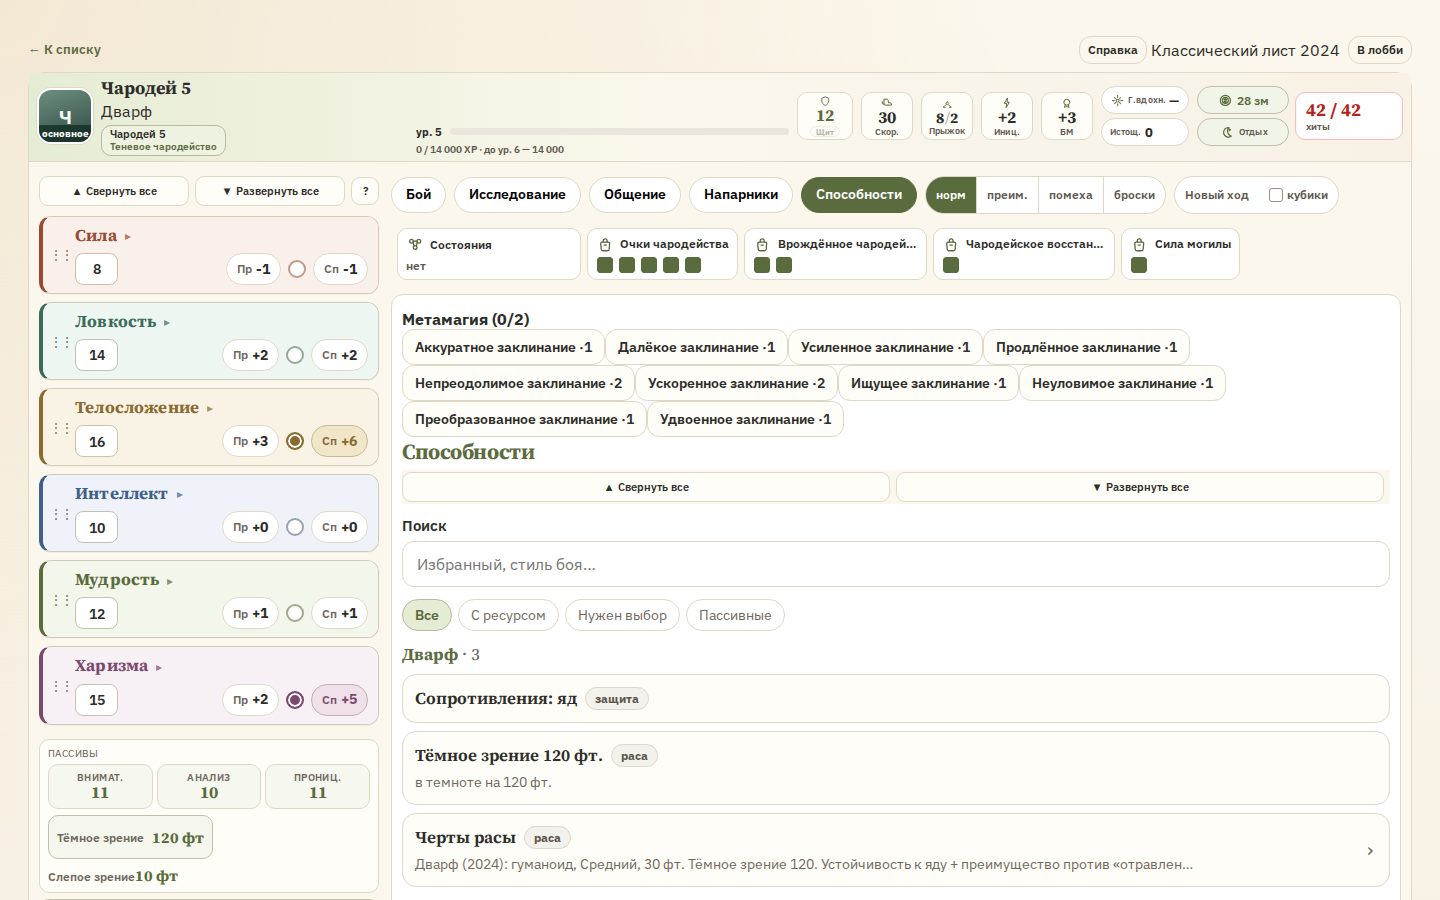 ← К списку
Справка Классический лист 2024 В лобби
Ч
основное
Чародей 5
Дварф
Чародей 5
Теневое чародейство
ур. 5
0 / 14 000 XP · до ур. 6 — 14 000
12
Щит
30
Скор.
8/2
Прыжок
+2
Иниц.
+3
БМ
Г.вдохн. —
Истощ. 0
28 зм
Отдых
42 / 42
хиты
▲ Свернуть все ▼ Развернуть все ?
Сила ▸
8 Пр -1 Сп -1
Ловкость ▸
14 Пр +2 Сп +2
Телосложение ▸
16 Пр +3 Сп +6
Интеллект ▸
10 Пр +0 Сп +0
Мудрость ▸
12 Пр +1 Сп +1
Харизма ▸
15 Пр +2 Сп +5
ПАССИВЫ
ВНИМАТ. АНАЛИЗ ПРОНИЦ.
11 10 11
Тёмное зрение 120 фт
Слепое зрение 10 фт
Бой Исследование Общение Напарники Способности норм преим. помеха броски Новый ход кубики
Состояния
нет
Очки чародейства
Врождённое чародей...
Чародейское восстан...
Сила могилы
Метамагия (0/2)
Аккуратное заклинание ·1 Далёкое заклинание ·1 Усиленное заклинание ·1 Продлённое заклинание ·1
Непреодолимое заклинание ·2 Ускоренное заклинание ·2 Ищущее заклинание ·1 Неуловимое заклинание ·1
Преобразованное заклинание ·1 Удвоенное заклинание ·1
Способности
▲ Свернуть все ▼ Развернуть все
Поиск
Избранный, стиль боя...
Все С ресурсом Нужен выбор Пассивные
Дварф · 3
Сопротивления: яд защита
Тёмное зрение 120 фт. раса
в темноте на 120 фт.
Черты расы раса
Дварф (2024): гуманоид, Средний, 30 фт. Тёмное зрение 120. Устойчивость к яду + преимущество против «отравлен... ›